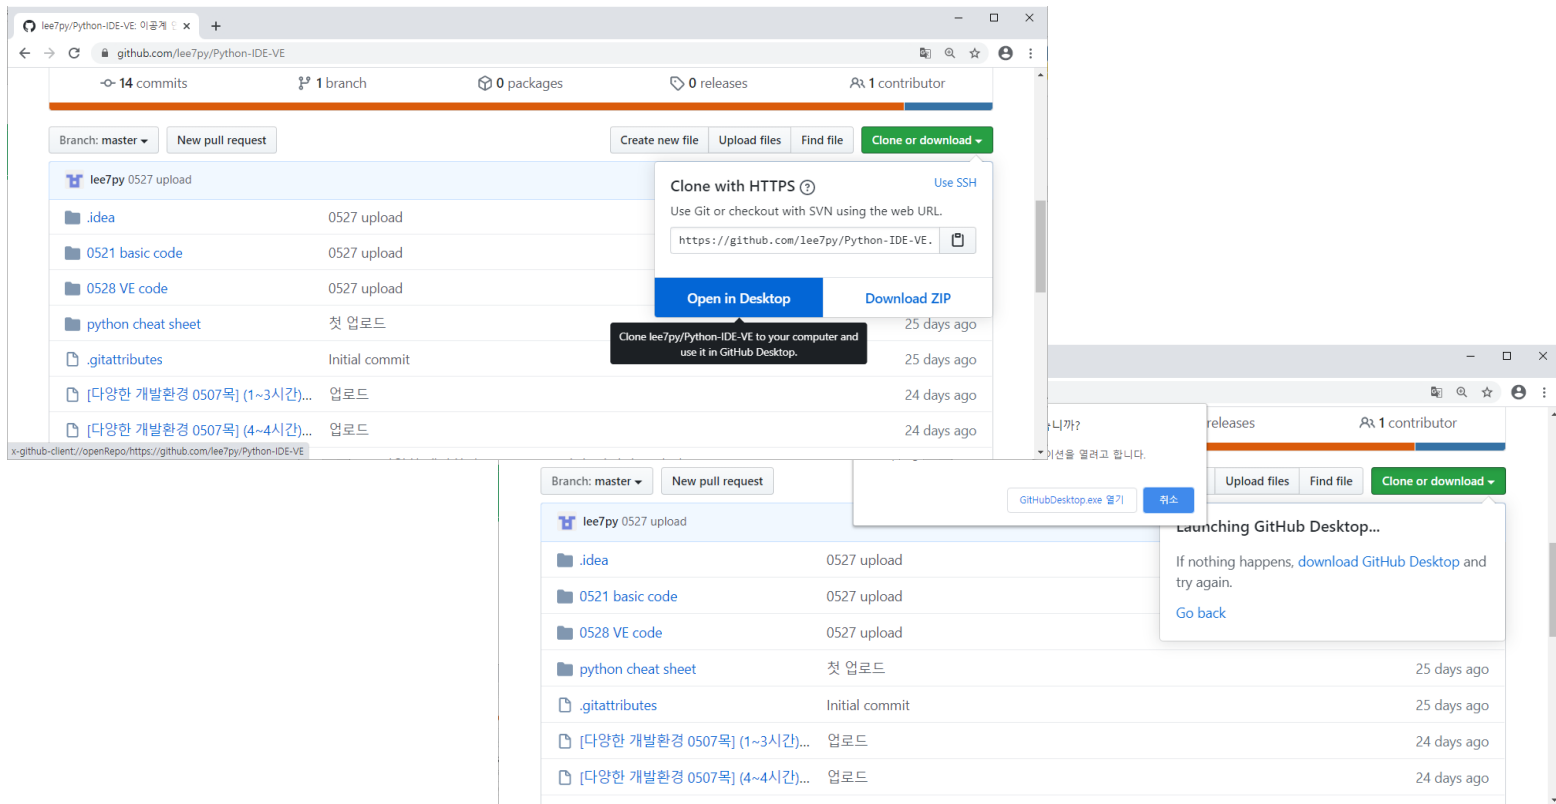 lee7py/Python-IDE-VE: 이공계
github.com/lee7py/Python-IDE-VE
14 commits
1 branch
0 packages
0 releases
1 contributor
Branch: master
New pull request
Create new file
Upload files
Find file
Clone or download
lee7py 0527 upload
Clone with HTTPS
Use SSH
Use Git or checkout with SVN using the web URL.
https://github.com/lee7py/Python-IDE-VE.
Open in Desktop
Download ZIP
Clone lee7py/Python-IDE-VE to your computer and
use it in GitHub Desktop.
.idea 0527 upload
0521 basic code 0527 upload
0528 VE code 0527 upload
python cheat sheet 첫 업로드 25 days ago
.gitattributes Initial commit 25 days ago
[다양한 개발환경 0507목] (1~3시간)... 업로드 24 days ago
[다양한 개발환경 0507목] (4~4시간)... 업로드 24 days ago
x-github-client://openRepo/https://github.com/lee7py/Python-IDE-VE
releases
1 contributor
니까?
이션을 열려고 합니다.
GitHubDesktop.exe 열기
취소
Branch: master
New pull request
Upload files
Find file
Clone or download
lee7py 0527 upload
Launching GitHub Desktop...
If nothing happens, download GitHub Desktop and
try again.
Go back
.idea 0527 upload
0521 basic code 0527 upload
0528 VE code 0527 upload
python cheat sheet 첫 업로드 25 days ago
.gitattributes Initial commit 25 days ago
[다양한 개발환경 0507목] (1~3시간)... 업로드 24 days ago
[다양한 개발환경 0507목] (4~4시간)... 업로드 24 days ago